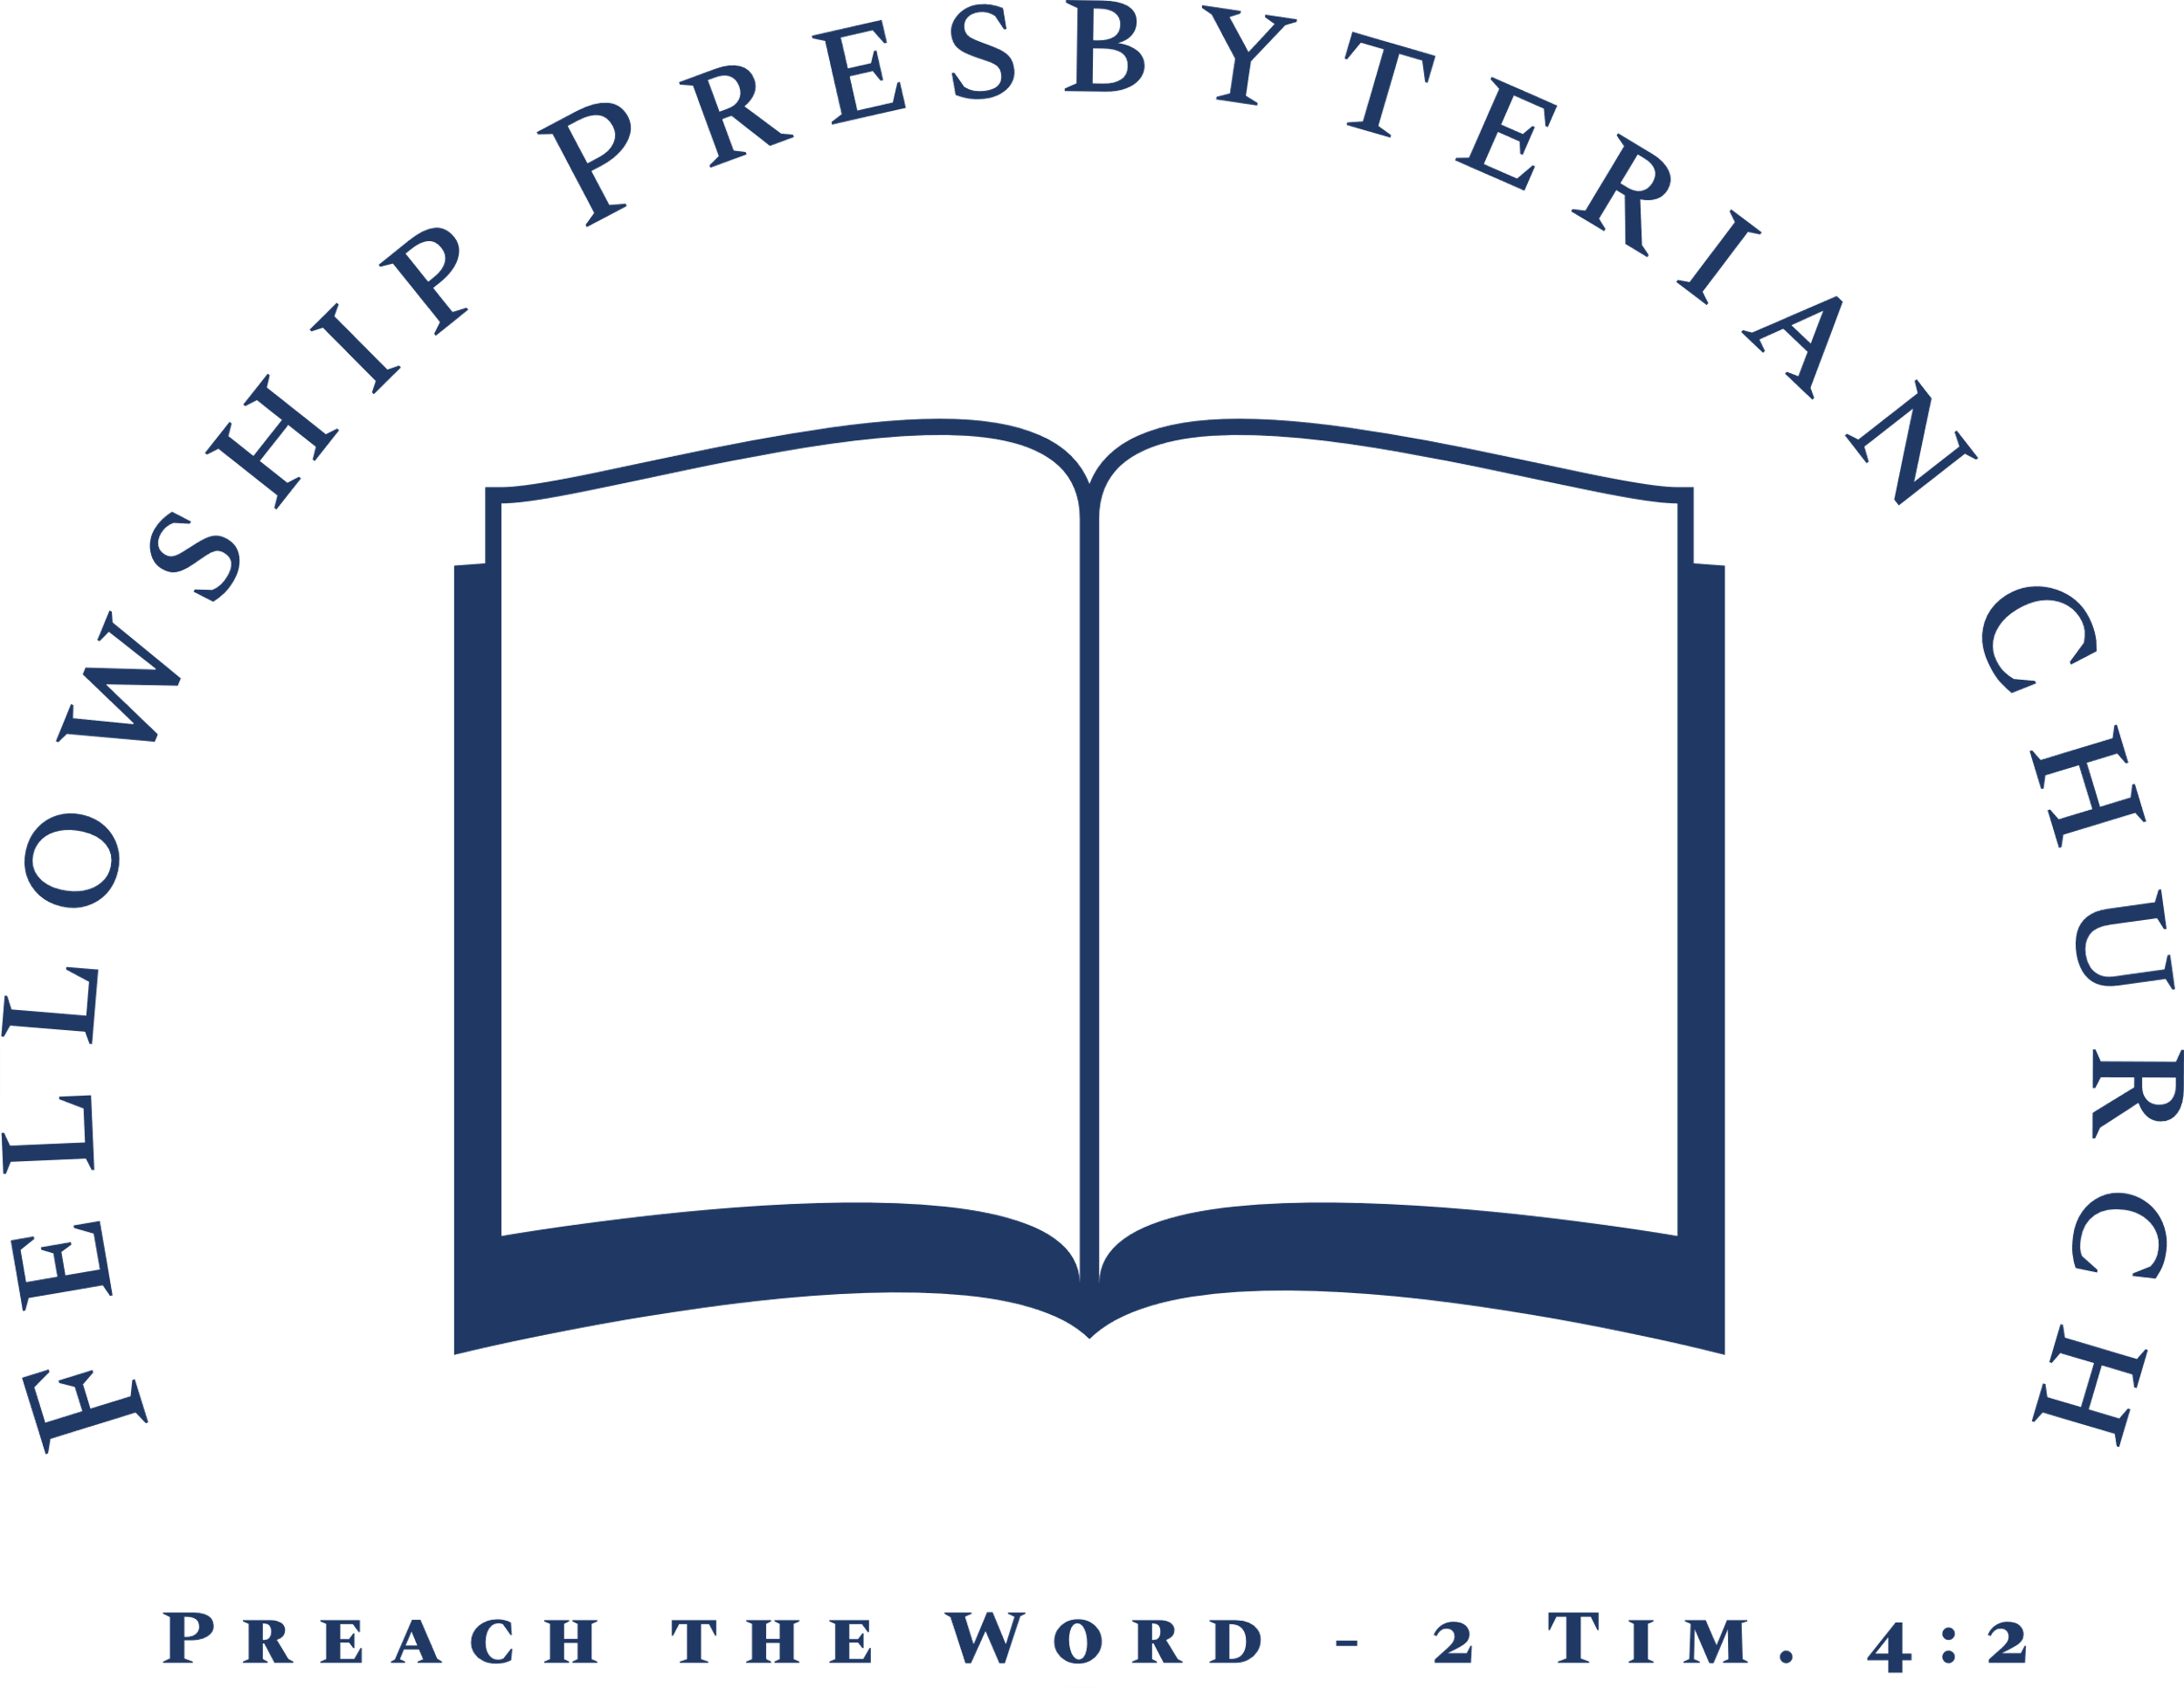 FELLOWSHIP PRESBYTERIAN CHURCH
PREACH THE WORD - 2 TIM. 4:2